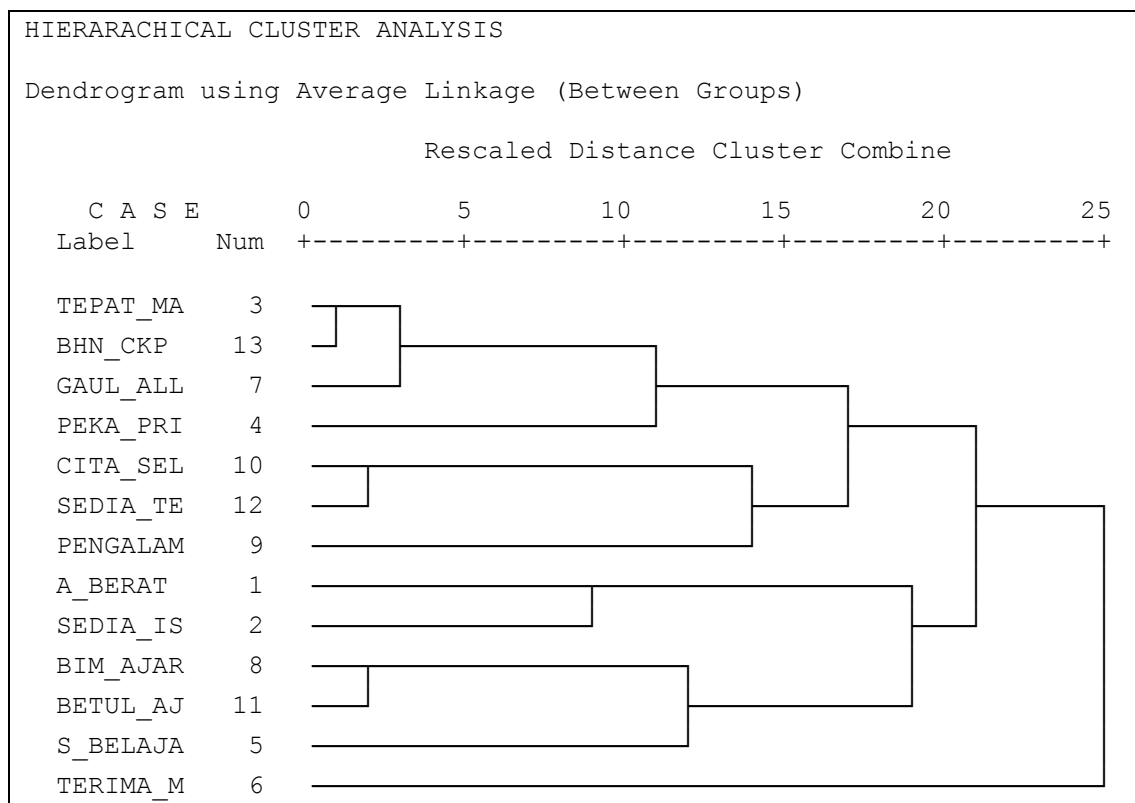 HIERARACHICAL CLUSTER ANALYSIS
Dendrogram using Average Linkage (Between Groups)
Rescaled Distance Cluster Combine
C A S E 0 5 10 15 20 25
Label Num +---------+---------+---------+---------+---------+
TEPAT_MA 3
BHN_CKP 13
GAUL_ALL 7
PEKA_PRI 4
CITA_SEL 10
SEDIA_TE 12
PENGALAM 9
A_BERAT 1
SEDIA_IS 2
BIM_AJAR 8
BETUL_AJ 11
S_BELAJA 5
TERIMA_M 6